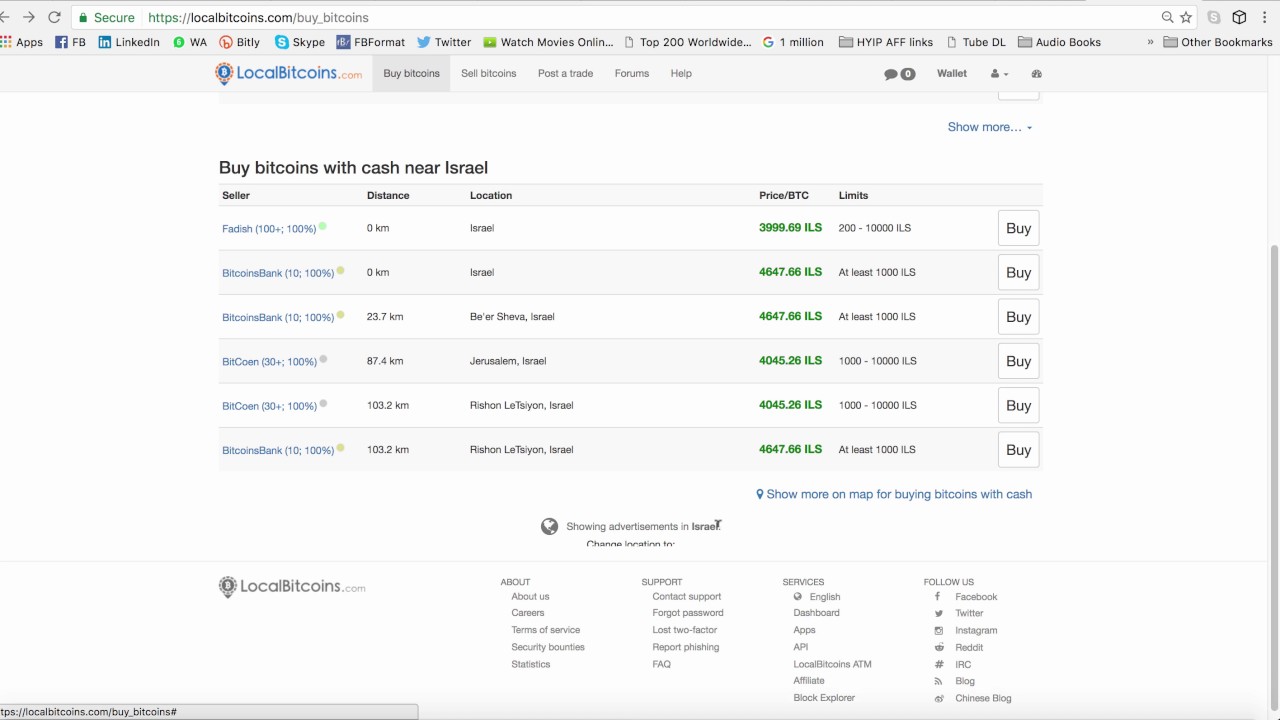 Secure https://localbitcoins.com/buy_bitcoins
Apps FB LinkedIn WA Bitly Skype FBFormat Twitter Watch Movies Onlin... Top 200 Worldwide... 1 million HYIP AFF links Tube DL Audio Books » Other Bookmarks
LocalBitcoins.com Buy bitcoins Sell bitcoins Post a trade Forums Help 0 Wallet
Show more...
Buy bitcoins with cash near Israel
Seller Distance Location Price/BTC Limits
Fadish (100+; 100%) 0 km Israel 3999.69 ILS 200 - 10000 ILS Buy
BitcoinsBank (10; 100%) 0 km Israel 4647.66 ILS At least 1000 ILS Buy
BitcoinsBank (10; 100%) 23.7 km Be'er Sheva, Israel 4647.66 ILS At least 1000 ILS Buy
BitCoen (30+; 100%) 87.4 km Jerusalem, Israel 4045.26 ILS 1000 - 10000 ILS Buy
BitCoen (30+; 100%) 103.2 km Rishon LeTsiyon, Israel 4045.26 ILS 1000 - 10000 ILS Buy
BitcoinsBank (10; 100%) 103.2 km Rishon LeTsiyon, Israel 4647.66 ILS At least 1000 ILS Buy
Show more on map for buying bitcoins with cash
Showing advertisements in Israel.
Change location to:
LocalBitcoins.com
ABOUT SUPPORT SERVICES FOLLOW US
About us Contact support English Facebook
Careers Forgot password Dashboard Twitter
Terms of service Lost two-factor Apps Instagram
Security bounties Report phishing API Reddit
Statistics FAQ LocalBitcoins ATM IRC
Affiliate Blog
Block Explorer Chinese Blog
ttps://localbitcoins.com/buy_bitcoins#